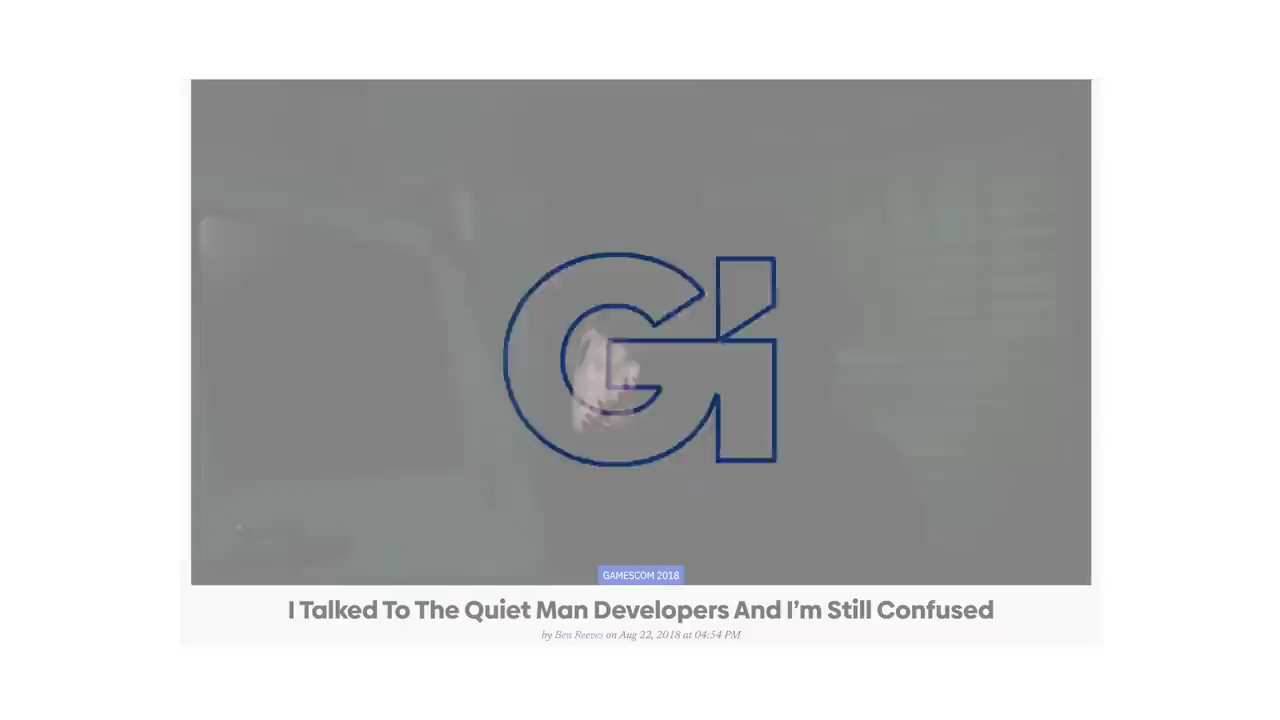 Gi
GAMESCOM 2018
I Talked To The Quiet Man Developers And I’m Still Confused
by Ben Reeves on Aug 22, 2018 at 04:54 PM